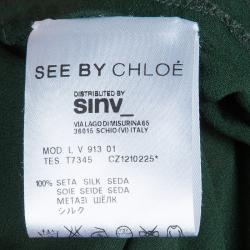 SEE BY CHLOÉ
DISTRIBUTED BY
sinv_
VIA LAGO DI MISURINA 65
36015 SCHIO (VI) ITALY
MOD. L V 913 01
TES. T7345 CZ1210225*
100% SETA SILK SEDA
SOIE SEIDE SEDA
METAΞI ШЁЛК
シルク